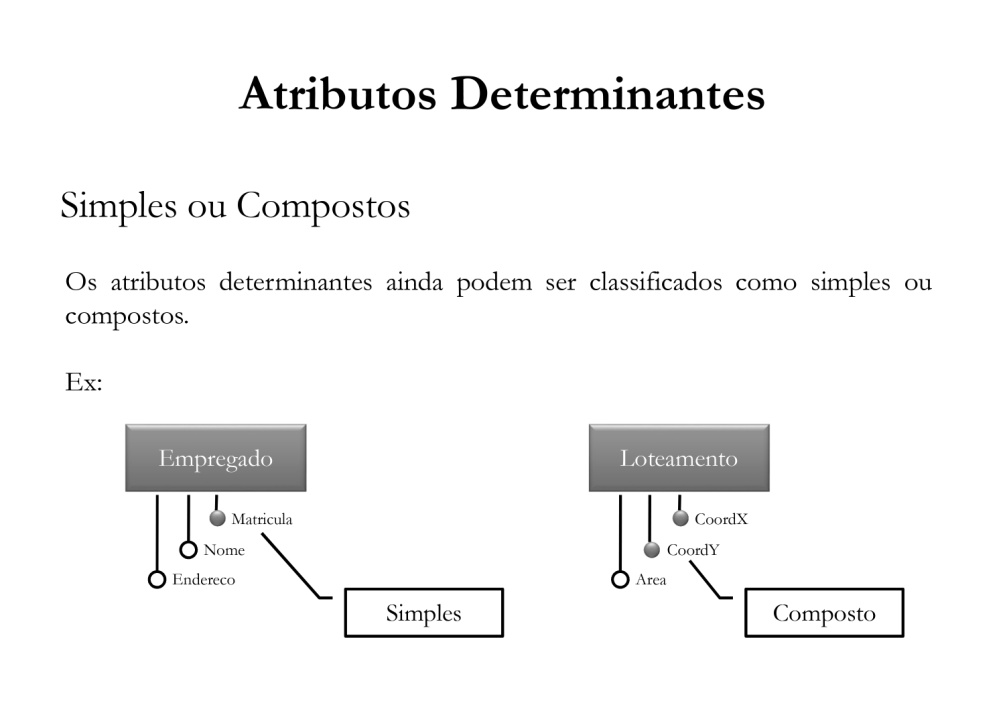 Atributos Determinantes
Simples ou Compostos
Os atributos determinantes ainda podem ser classificados como simples ou
compostos.
Ex:
Empregado
Matricula
Nome
Endereco
Simples
Loteamento
CoordX
CoordY
Area
Composto